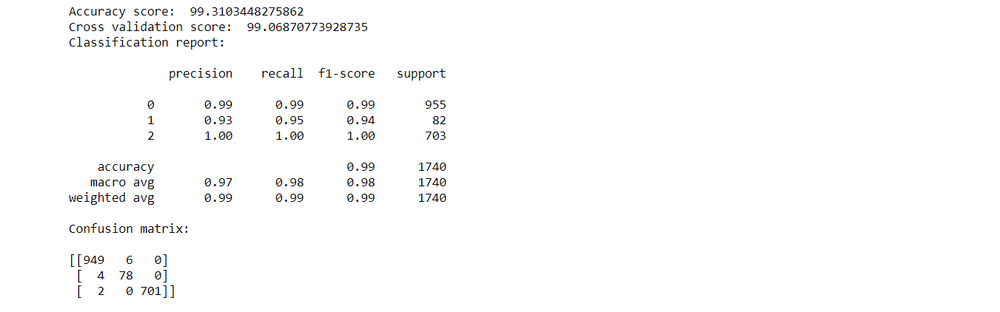 Accuracy score:  99.3103448275862
Cross validation score:  99.06870773928735
Classification report:
              precision    recall  f1-score   support
           0       0.99      0.99      0.99       955
           1       0.93      0.95      0.94        82
           2       1.00      1.00      1.00       703
    accuracy                           0.99      1740
   macro avg       0.97      0.98      0.98      1740
weighted avg       0.99      0.99      0.99      1740
Confusion matrix:
[[949   6   0]
 [  4  78   0]
 [  2   0 701]]